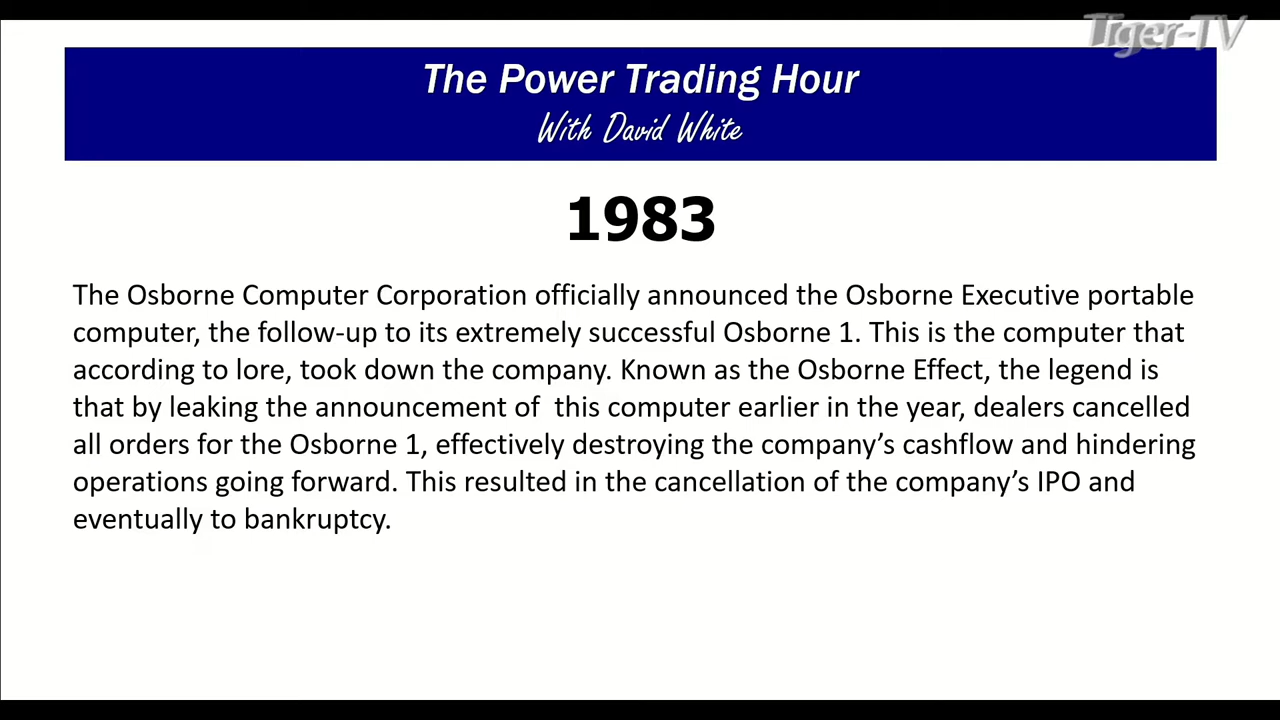 Tiger-TV
The Power Trading Hour
With David White
1983
The Osborne Computer Corporation officially announced the Osborne Executive portable
computer, the follow-up to its extremely successful Osborne 1. This is the computer that
according to lore, took down the company. Known as the Osborne Effect, the legend is
that by leaking the announcement of  this computer earlier in the year, dealers cancelled
all orders for the Osborne 1, effectively destroying the company’s cashflow and hindering
operations going forward. This resulted in the cancellation of the company’s IPO and
eventually to bankruptcy.